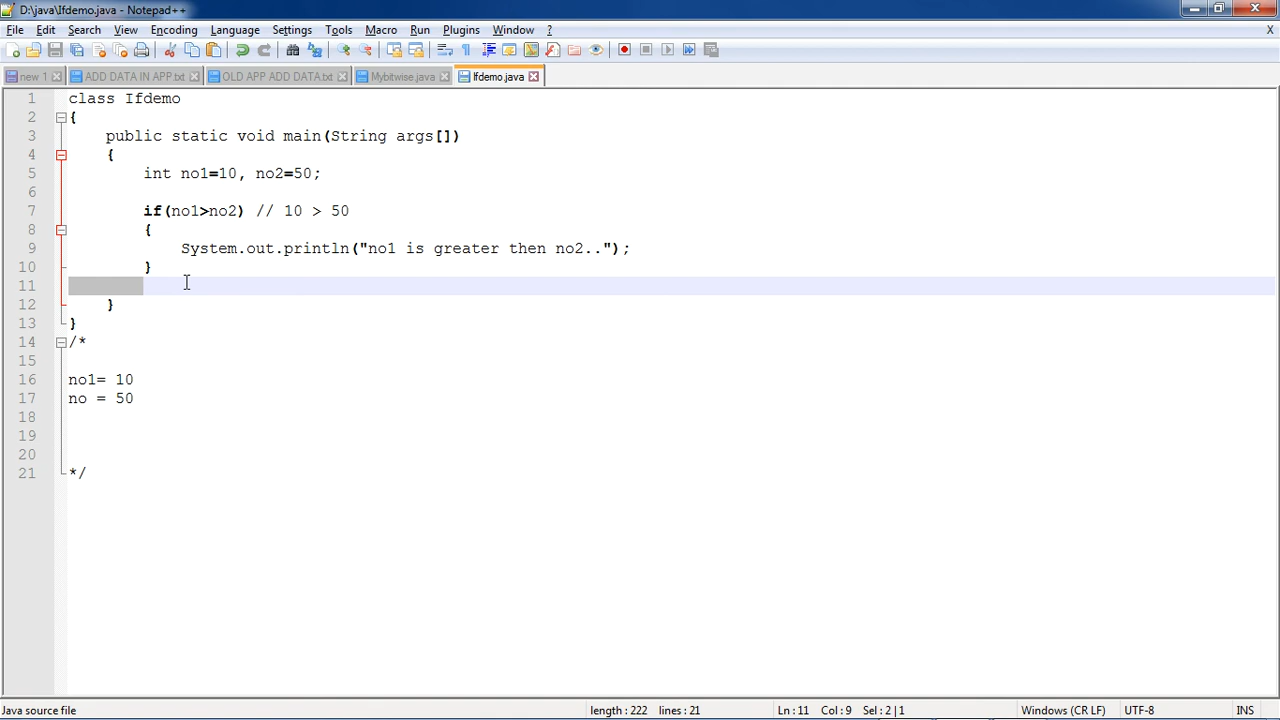 D:\java\Ifdemo.java - Notepad++
File Edit Search View Encoding Language Settings Tools Macro Run Plugins Window ? X
new 1 ADD DATA IN APP.txt OLD APP ADD DATA.txt Mybitwise.java Ifdemo.java
1 class Ifdemo
2 {
3 public static void main(String args[])
4 {
5 int no1=10, no2=50;
6
7 if(no1>no2) // 10 > 50
8 {
9 System.out.println("no1 is greater then no2..");
10 }
11
12 }
13 }
14 /*
15
16 no1= 10
17 no = 50
18
19
20
21 */
Java source file length : 222 lines : 21 Ln : 11 Col : 9 Sel : 2 | 1 Windows (CR LF) UTF-8 INS